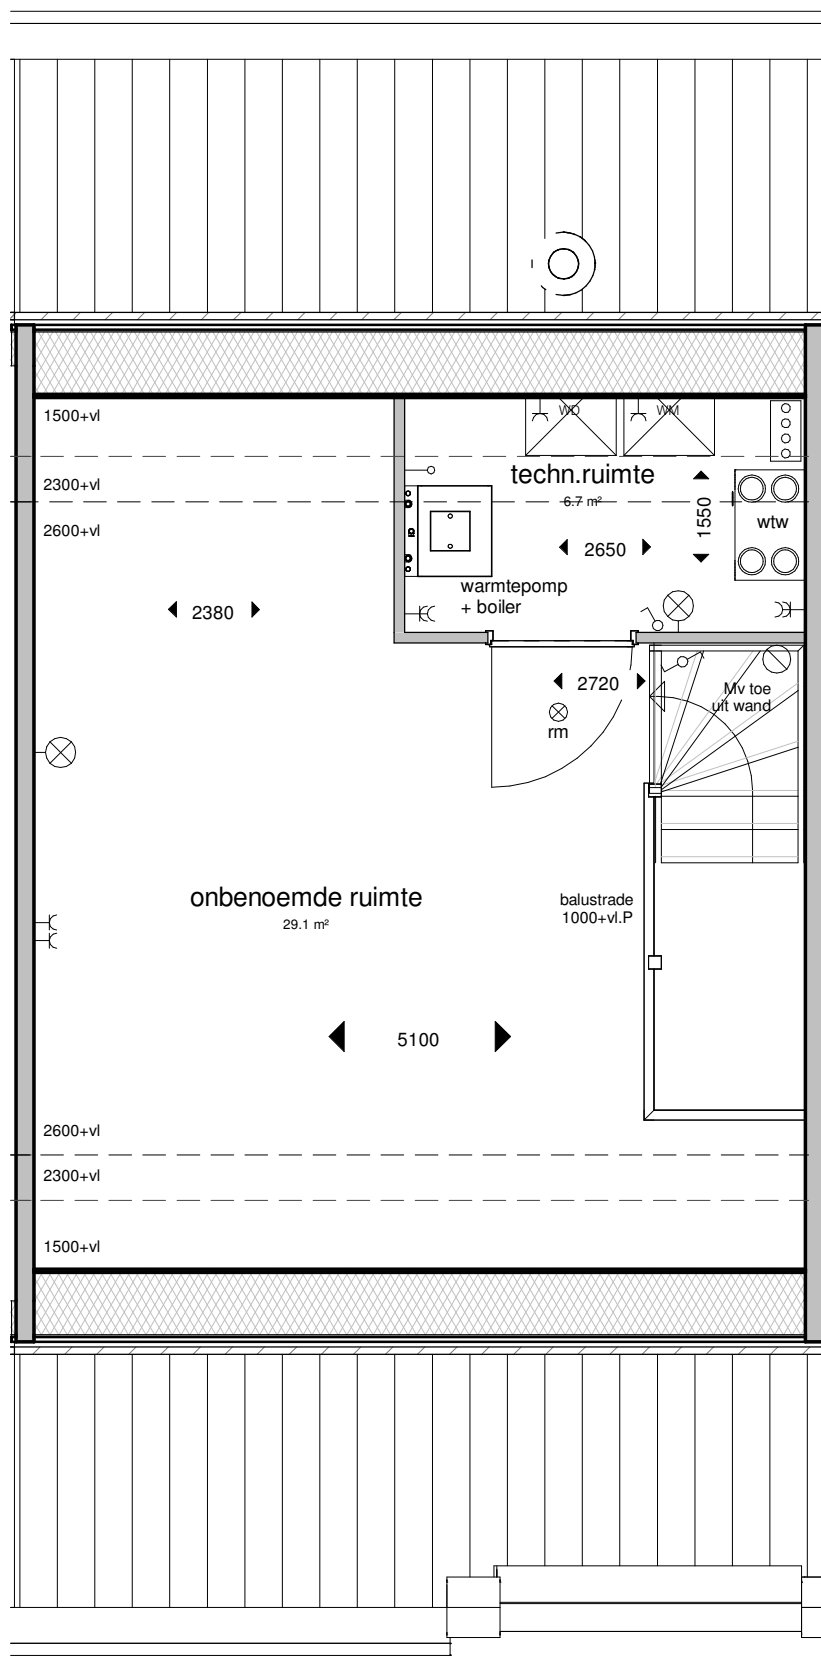 1500+vl
WD
WM
2300+vl
techn.ruimte
6.7 m²
1550
wtw
2600+vl
2650
warmtepomp
+ boiler
2380
2720
rm
Mv toe
uit wand
onbenoemde ruimte
29.1 m²
balustrade
1000+vl.P
5100
2600+vl
2300+vl
1500+vl